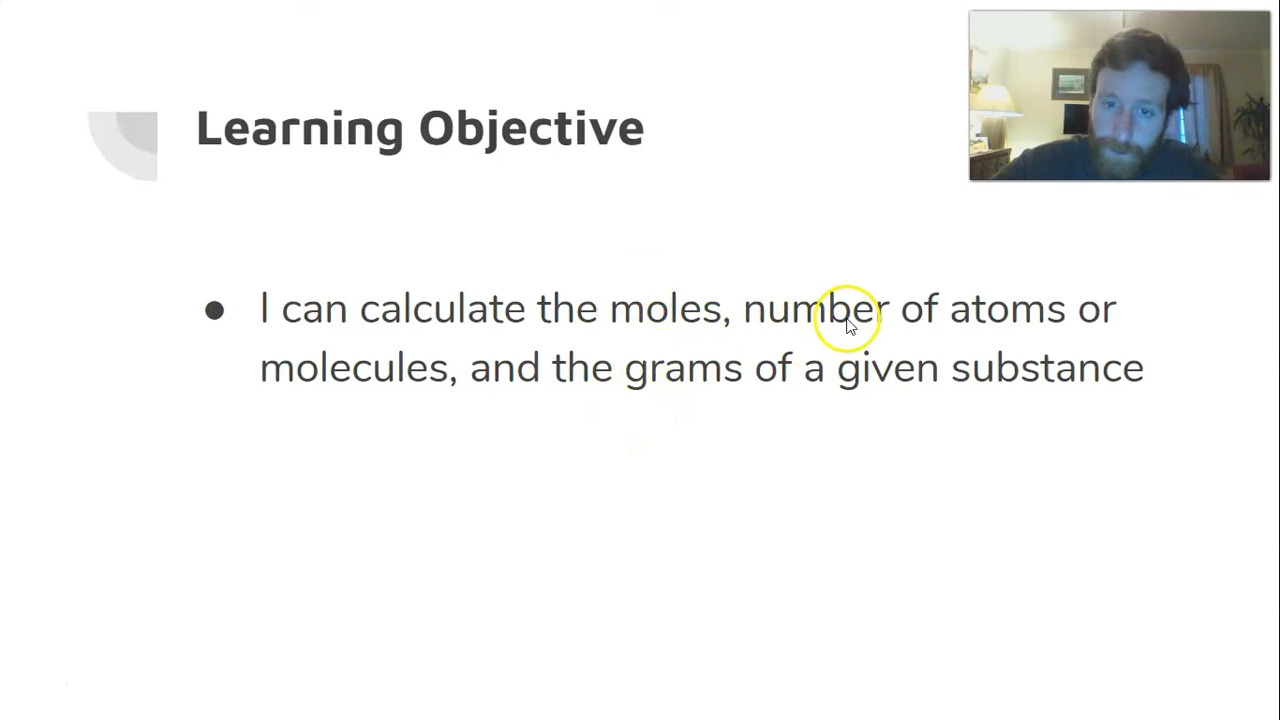 Learning Objective
● I can calculate the moles, number of atoms or
molecules, and the grams of a given substance